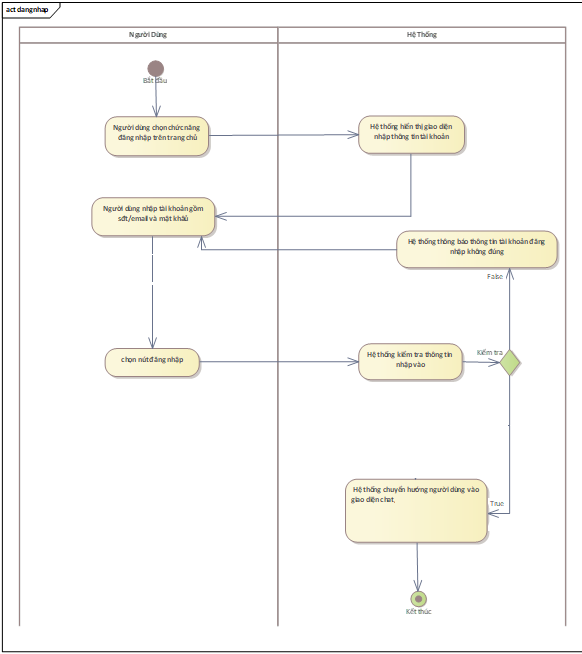 act dangnhap
Người Dùng
Hệ Thống
Bắt đầu
Người dùng chọn chức năng
đăng nhập trên trang chủ
Hệ thống hiển thị giao diện
nhập thông tin tài khoản
Người dùng nhập tài khoản gồm
sđt/email và mật khẩu
Hệ thống thông báo thông tin tài khoản đăng
nhập không đúng
False
Kiểm tra
chọn nút đăng nhập
Hệ thống kiểm tra thông tin
nhập vào
Hệ thống chuyển hướng người dùng vào
giao diện chat,
True
Kết thúc